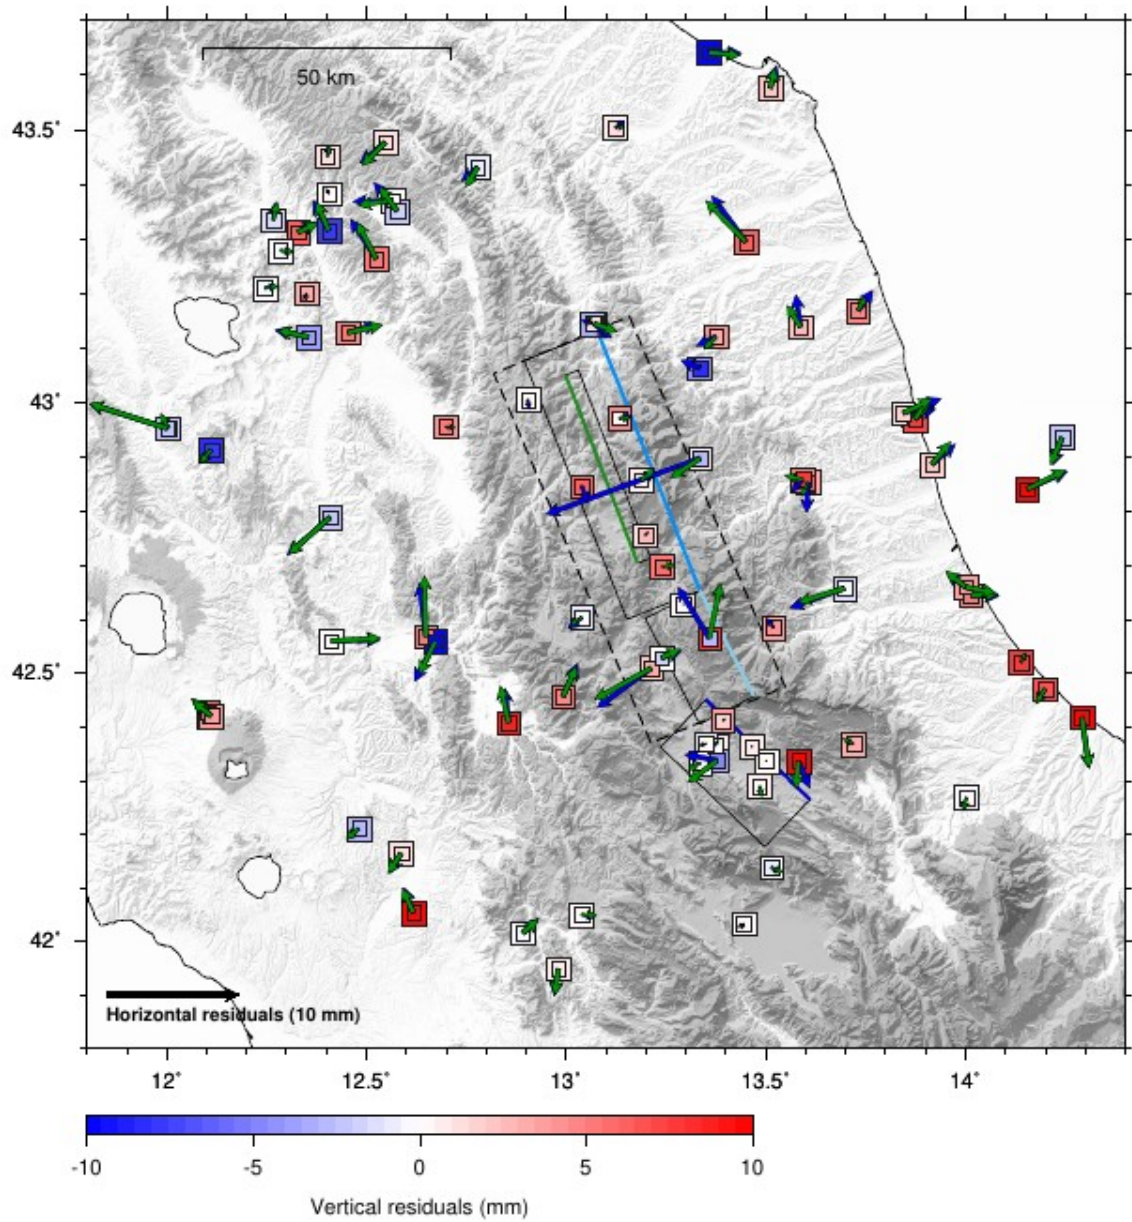 50 km
43.5˚
43˚
42.5˚
42˚
Horizontal residuals (10 mm)
12˚ 12.5˚ 13˚ 13.5˚ 14˚
-10 -5 0 5 10
Vertical residuals (mm)